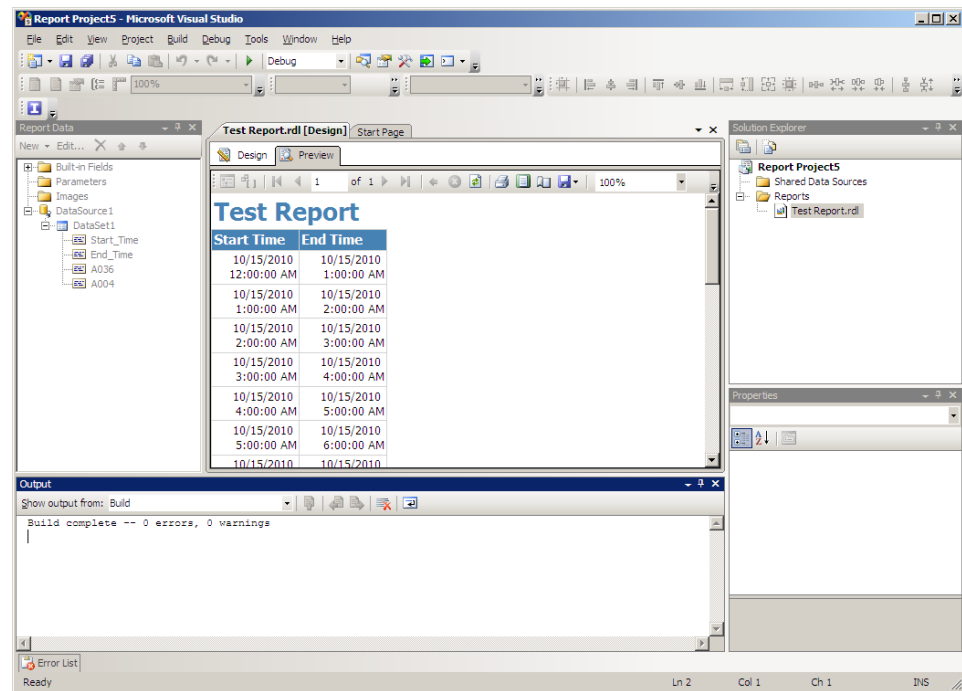 Report Project5 - Microsoft Visual Studio
File Edit View Project Build Debug Tools Window Help
Debug
100%
Report Data
New Edit...
Built-in Fields
Parameters
Images
DataSource1
DataSet1
Start_Time
End_Time
A036
A004
Test Report.rdl [Design] Start Page
Design Preview
1 of 1 100%
Test Report
Start Time End Time
10/15/2010 12:00:00 AM 10/15/2010 1:00:00 AM
10/15/2010 1:00:00 AM 10/15/2010 2:00:00 AM
10/15/2010 2:00:00 AM 10/15/2010 3:00:00 AM
10/15/2010 3:00:00 AM 10/15/2010 4:00:00 AM
10/15/2010 4:00:00 AM 10/15/2010 5:00:00 AM
10/15/2010 5:00:00 AM 10/15/2010 6:00:00 AM
10/15/2010 10/15/2010
Solution Explorer
Report Project5
Shared Data Sources
Reports
Test Report.rdl
Properties
Output
Show output from: Build
Build complete -- 0 errors, 0 warnings
Error List
Ready Ln 2 Col 1 Ch 1 INS